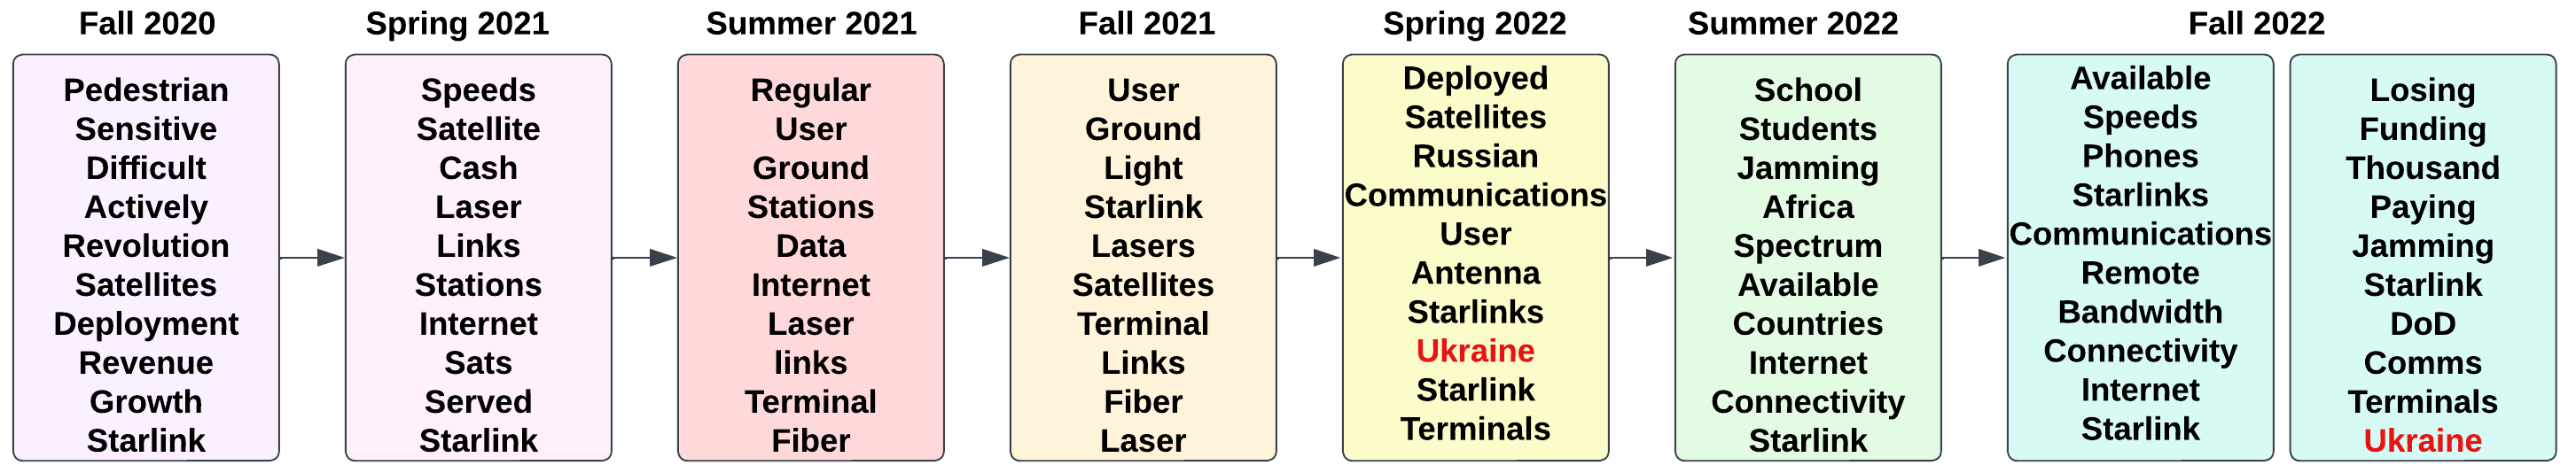 Fall 2020
Pedestrian
Sensitive
Difficult
Actively
Revolution
Satellites
Deployment
Revenue
Growth
Starlink
Spring 2021
Speeds
Satellite
Cash
Laser
Links
Stations
Internet
Sats
Served
Starlink
Summer 2021
Regular
User
Ground
Stations
Data
Internet
Laser
links
Terminal
Fiber
Fall 2021
User
Ground
Light
Starlink
Lasers
Satellites
Terminal
Links
Fiber
Laser
Spring 2022
Deployed
Satellites
Russian
Communications
User
Antenna
Starlinks
Ukraine
Starlink
Terminals
Summer 2022
School
Students
Jamming
Africa
Spectrum
Available
Countries
Internet
Connectivity
Starlink
Fall 2022
Available
Speeds
Phones
Starlinks
Communications
Remote
Bandwidth
Connectivity
Internet
Starlink
Losing
Funding
Thousand
Paying
Jamming
Starlink
DoD
Comms
Terminals
Ukraine